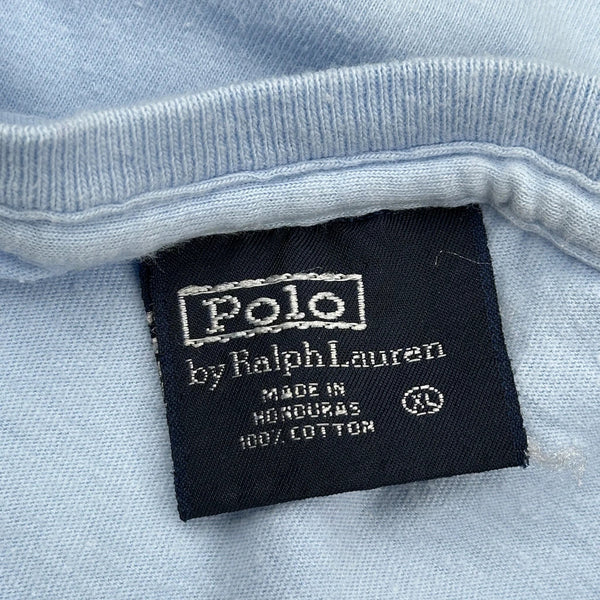 Polo
by Ralph Lauren
MADE IN
HONDURAS
100% COTTON
XL